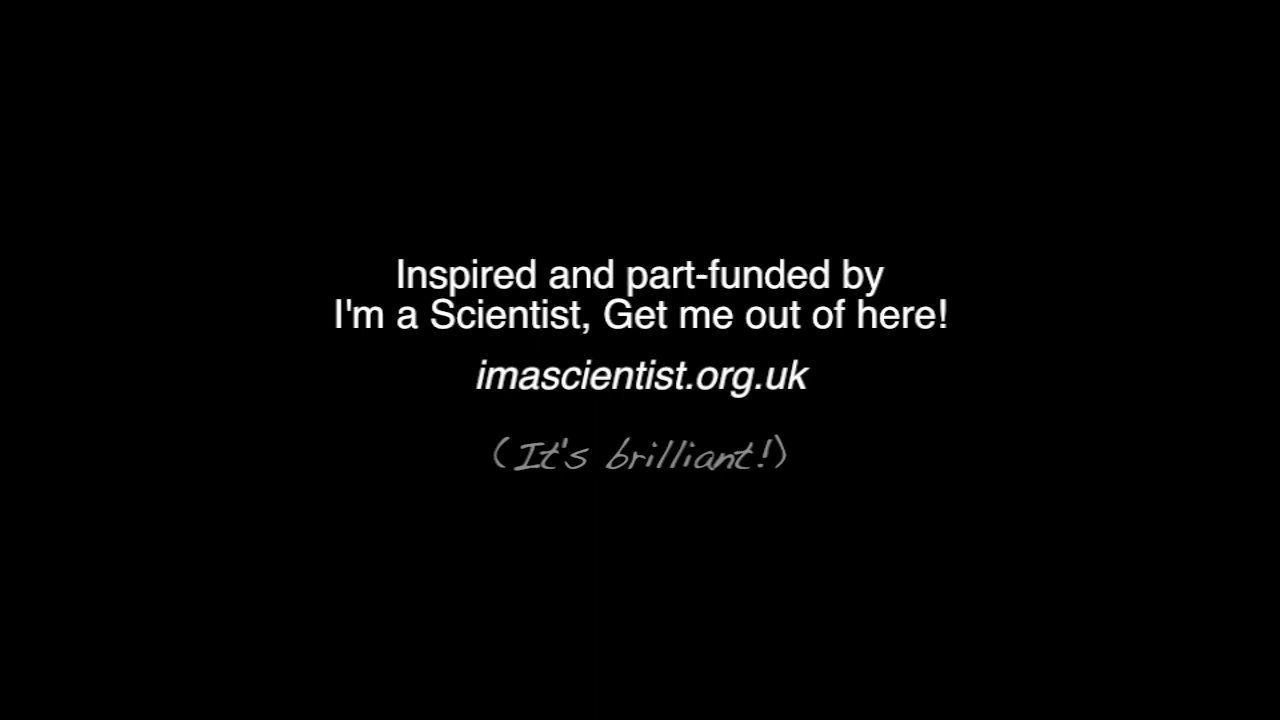 Inspired and part-funded by
I'm a Scientist, Get me out of here!
imascientist.org.uk
(It's brilliant!)